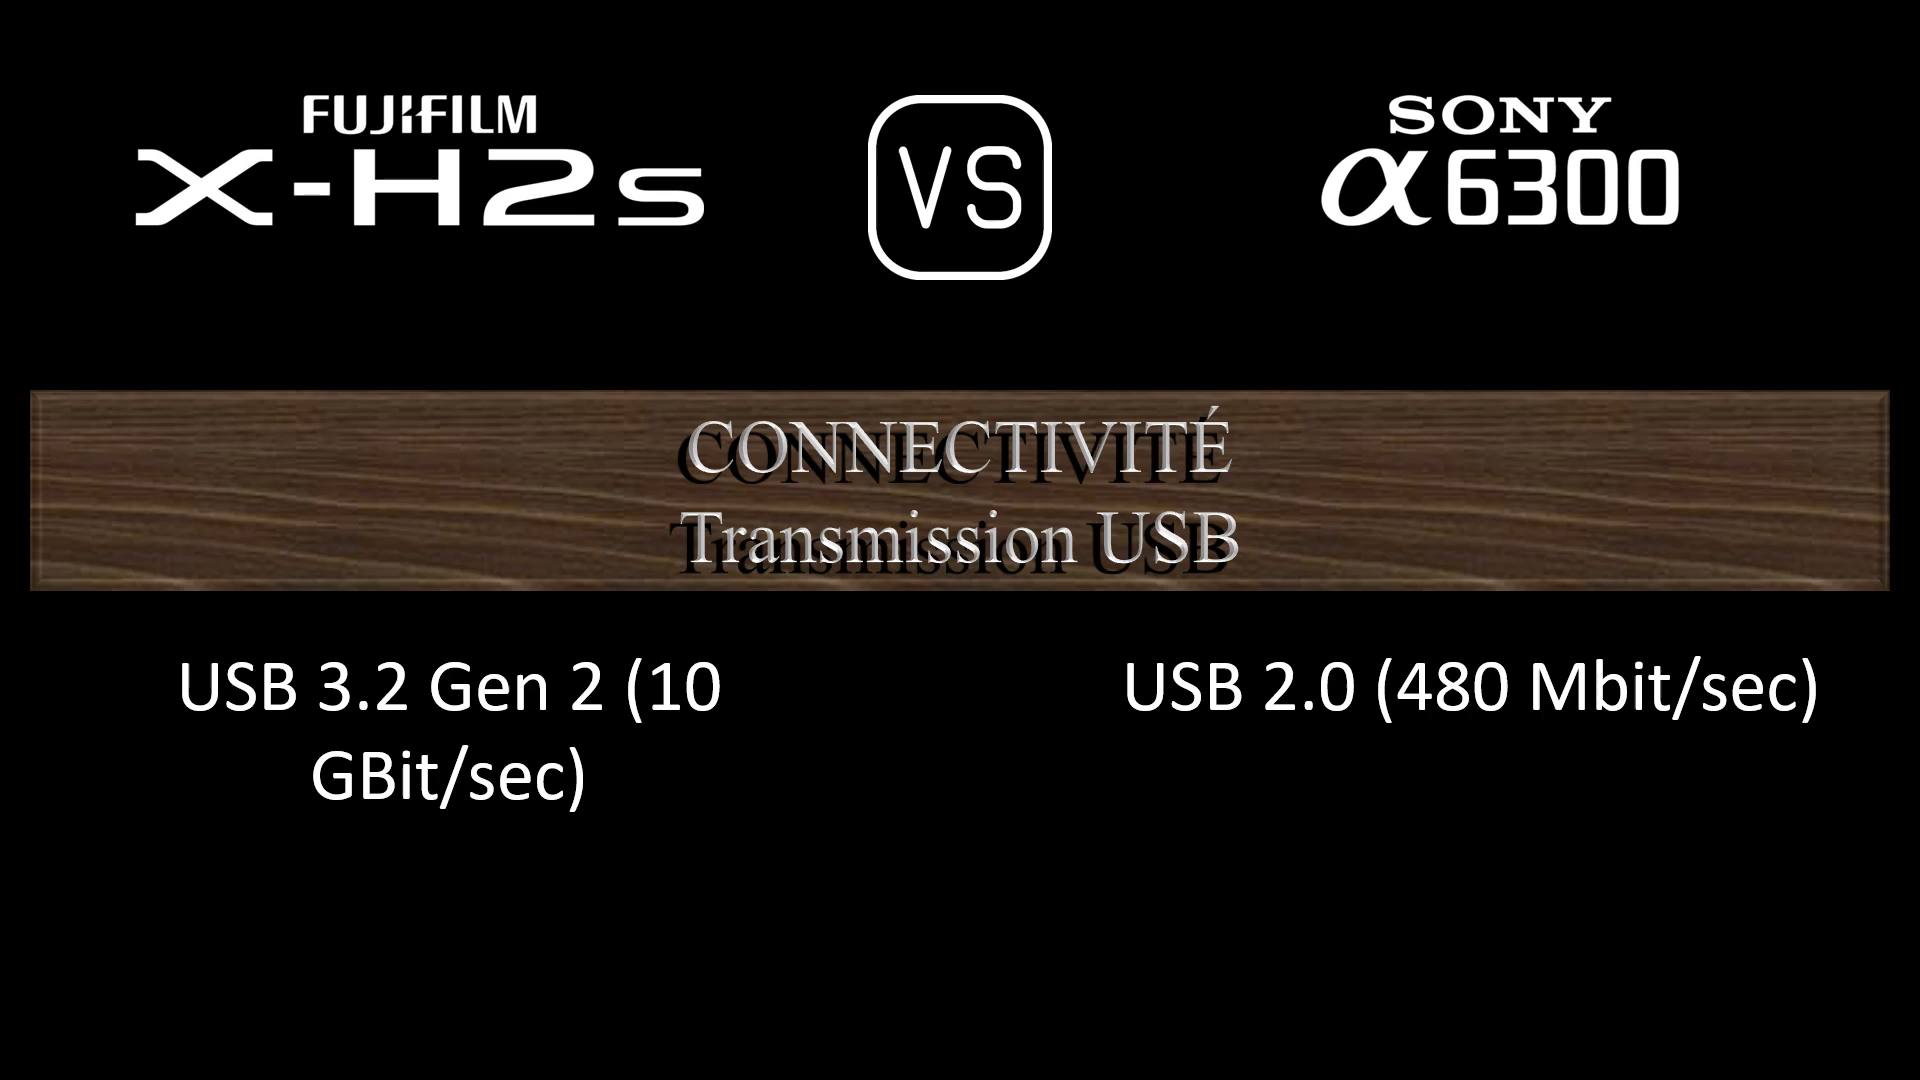 FUJIFILM
X-H2s
VS
SONY
α6300
CONNECTIVITÉ
Transmission USB
USB 3.2 Gen 2 (10
GBit/sec)
USB 2.0 (480 Mbit/sec)